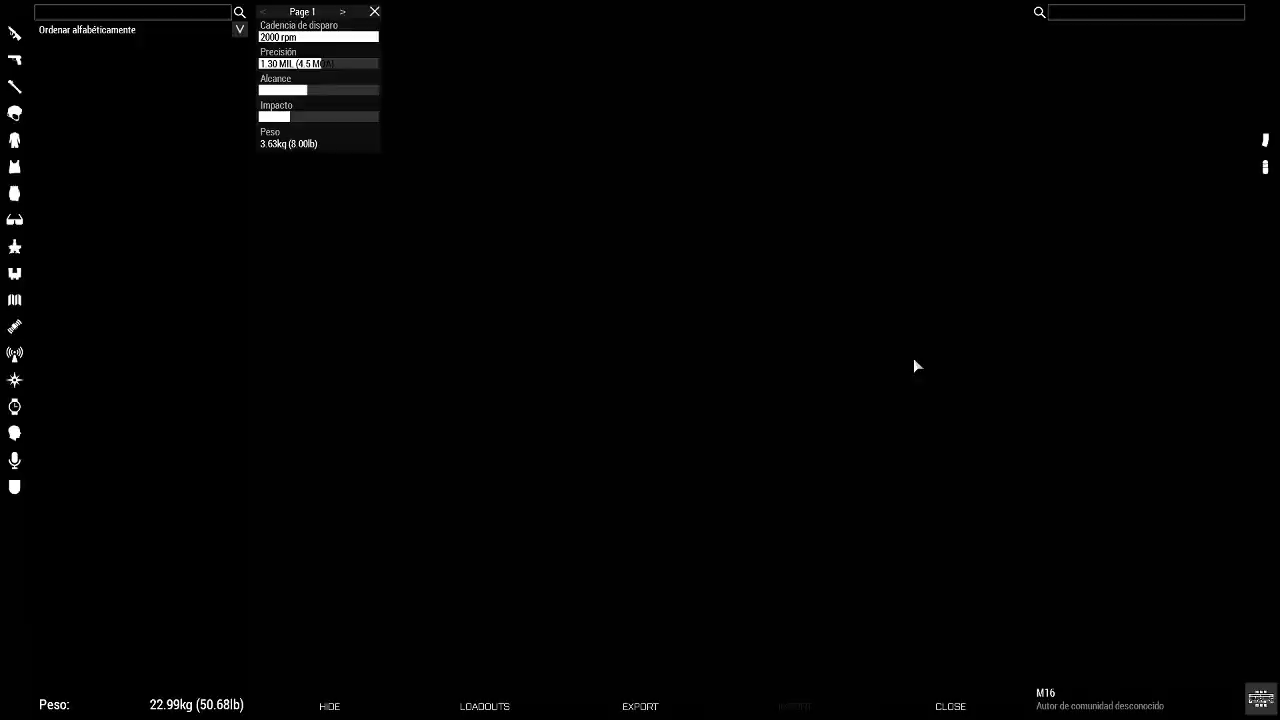 Ordenar alfabéticamente
< Page 1 >
Cadencia de disparo
2000 rpm
Precisión
1.30 MIL (4.5 MOA)
Alcance
Impacto
Peso
3.63kg (8.00lb)
Peso: 22.99kg (50.68lb)
HIDE
LOADOUTS
EXPORT
IMPORT
CLOSE
M16
Autor de comunidad desconocido